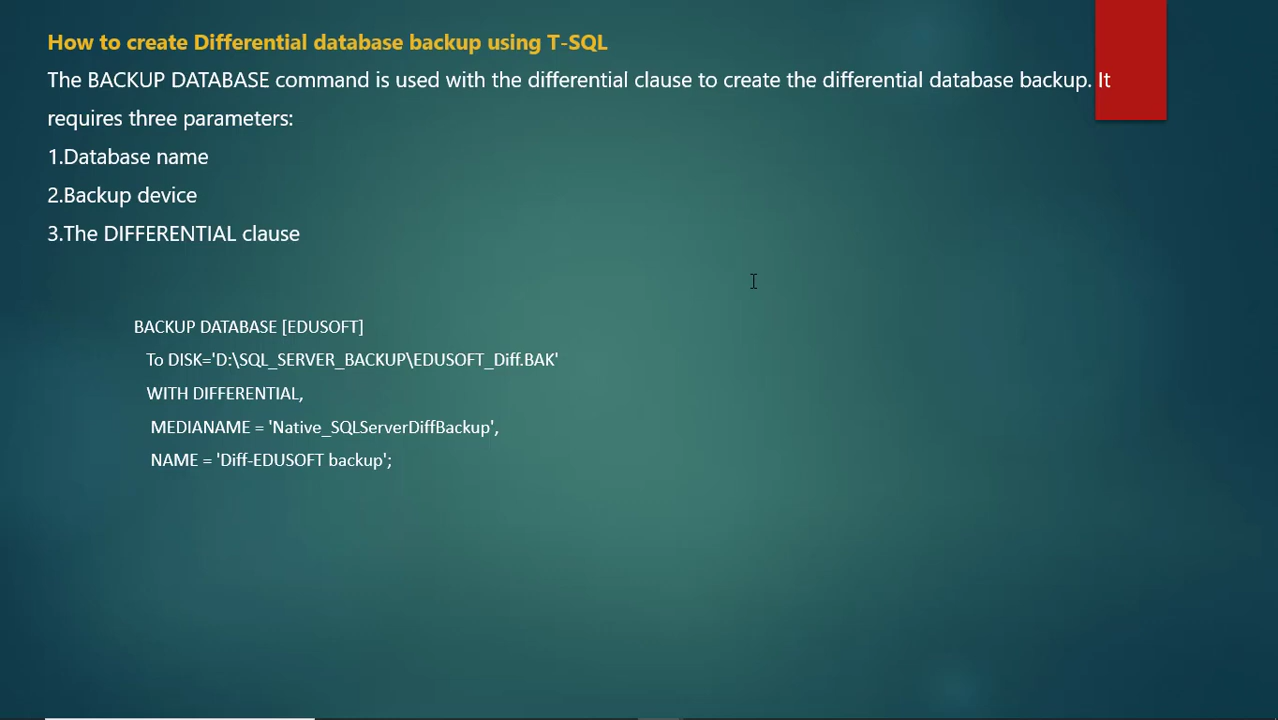 How to create Differential database backup using T-SQL
The BACKUP DATABASE command is used with the differential clause to create the differential database backup. It
requires three parameters:
1.Database name
2.Backup device
3.The DIFFERENTIAL clause
BACKUP DATABASE [EDUSOFT]
To DISK='D:\SQL_SERVER_BACKUP\EDUSOFT_Diff.BAK'
WITH DIFFERENTIAL,
MEDIANAME = 'Native_SQLServerDiffBackup',
NAME = 'Diff-EDUSOFT backup';